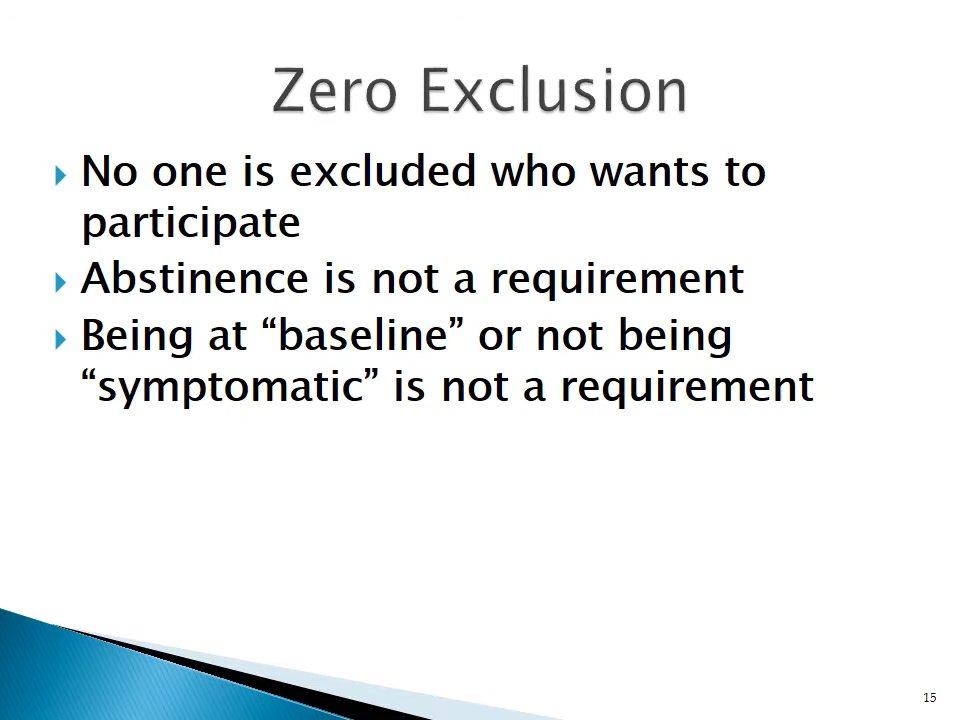 Zero Exclusion
No one is excluded who wants to
participate
Abstinence is not a requirement
Being at “baseline” or not being
“symptomatic” is not a requirement
15